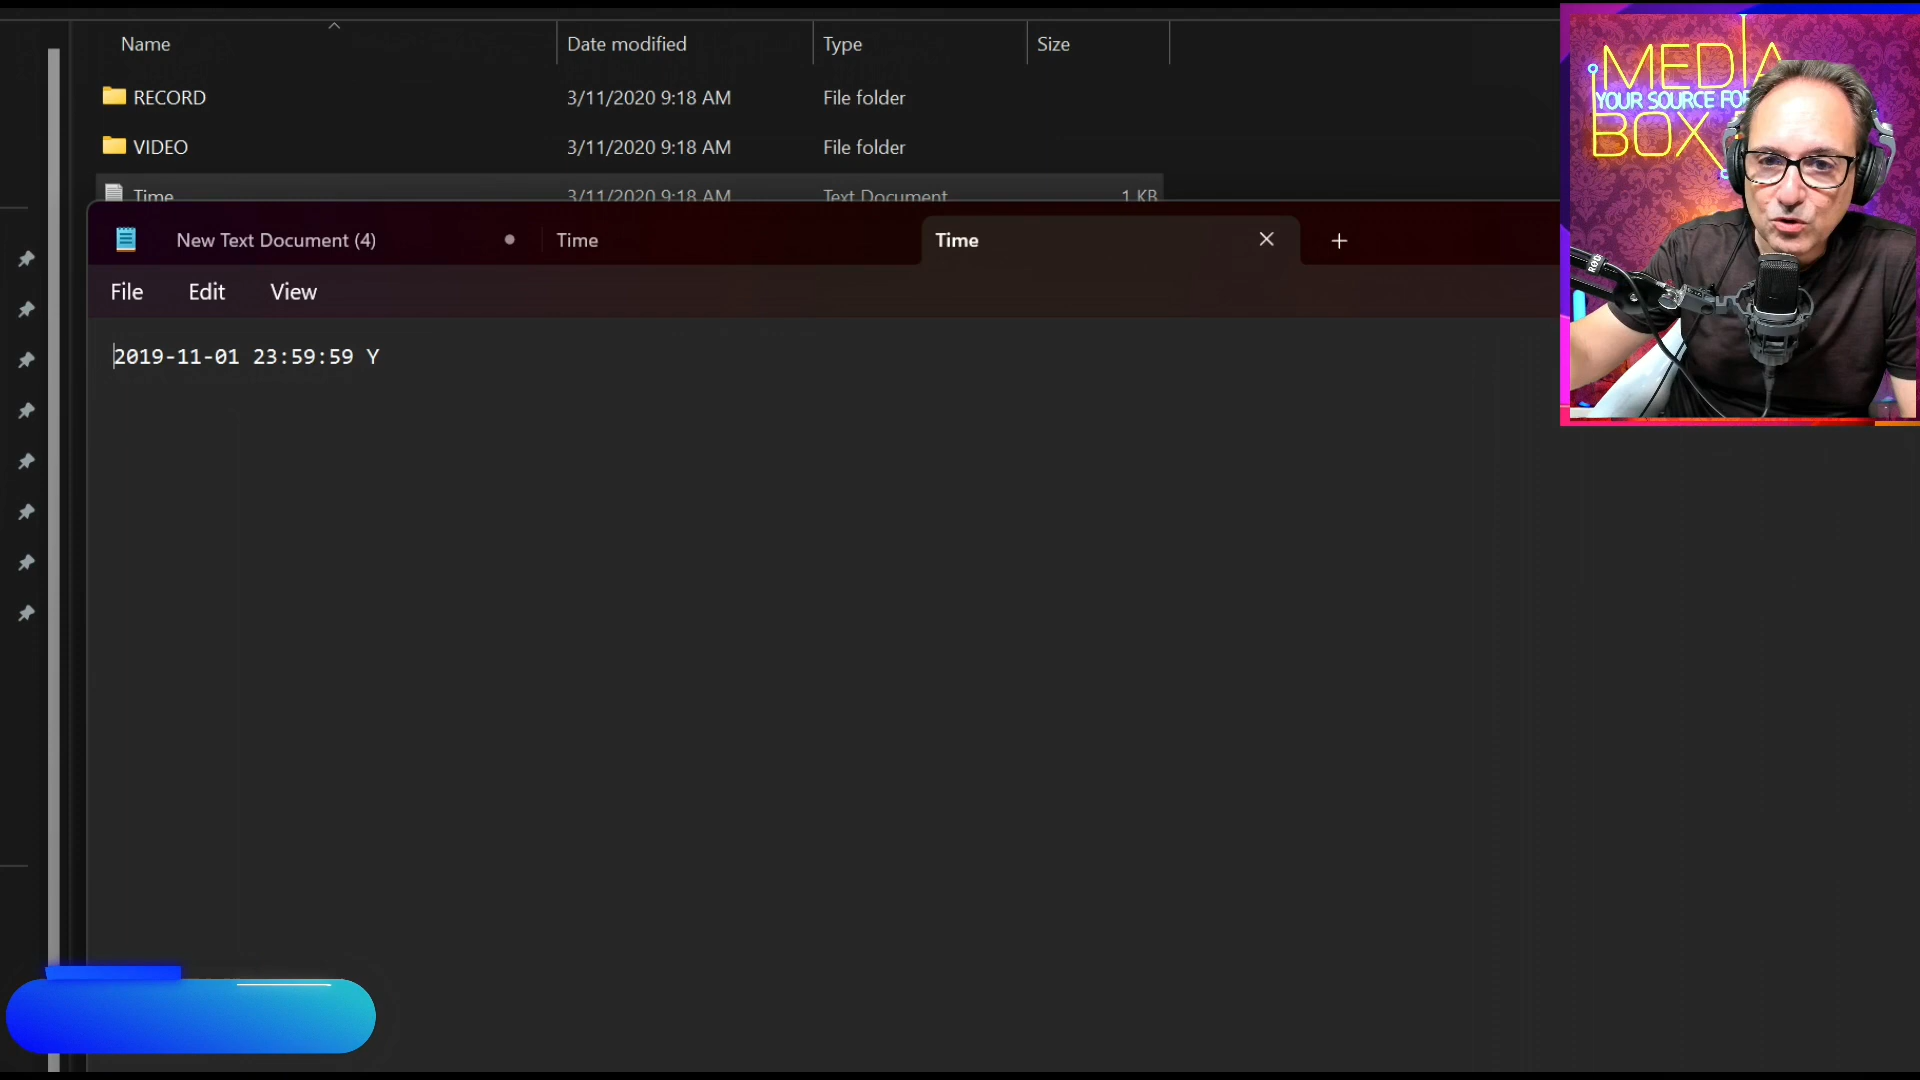 Name Date modified Type Size
RECORD 3/11/2020 9:18 AM File folder
VIDEO 3/11/2020 9:18 AM File folder
Time 3/11/2020 9:18 AM Text Document 1 KB
New Text Document (4) Time Time
File Edit View
2019-11-01 23:59:59 Y
MEDIA
YOUR SOURCE FOR
BOX
RØDE